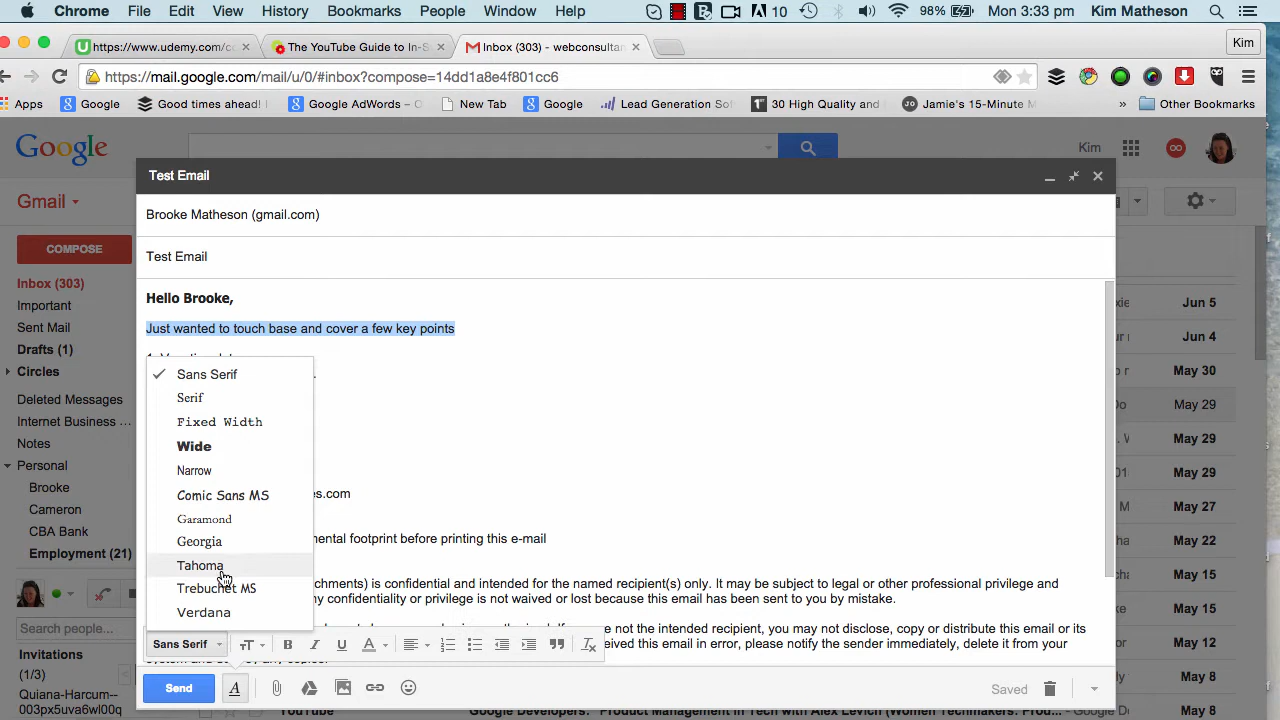 Chrome File Edit View History Bookmarks People Window Help 10 98% Mon 3:33 pm Kim Matheson
https://www.udemy.com/c The YouTube Guide to In-S Inbox (303) - webconsultan Kim
https://mail.google.com/mail/u/0/#inbox?compose=14dd1a8e4f801cc6
Apps Google Good times ahead! Google AdWords - C New Tab Google Lead Generation Sof 30 High Quality and Jamie's 15-Minute M » Other Bookmarks
Google Kim
Gmail
COMPOSE
Inbox (303)
Important
Sent Mail
Drafts (1)
Circles
Deleted Messages
Internet Business ...
Notes
Personal
Brooke
Cameron
CBA Bank
Employment (21)
Search people...
Invitations
(1/3)
Quiana-Harcum--
003px5uva6wl00q
Test Email
Brooke Matheson (gmail.com)
Test Email
Hello Brooke,
Just wanted to touch base and cover a few key points
Sans Serif
Serif
Fixed Width
Wide
Narrow
Comic Sans MS
Garamond
Georgia
Tahoma
Trebuchet MS
Verdana
es.com
mental footprint before printing this e-mail
chments) is confidential and intended for the named recipient(s) only. It may be subject to legal or other professional privilege and
ny confidentiality or privilege is not waived or lost because this email has been sent to you by mistake.
e not the intended recipient, you may not disclose, copy or distribute this email or its
eived this email in error, please notify the sender immediately, delete it from your
Sans Serif
Send Saved
Jun 5
Jun 4
May 30
May 29
May 29
May 29
May 27
May 22
May 22
May 19
May 17
May 8
May 8
YouTube Google Developers: Product Management in Tech with Alex Levich (Women Techmakers: Prod...